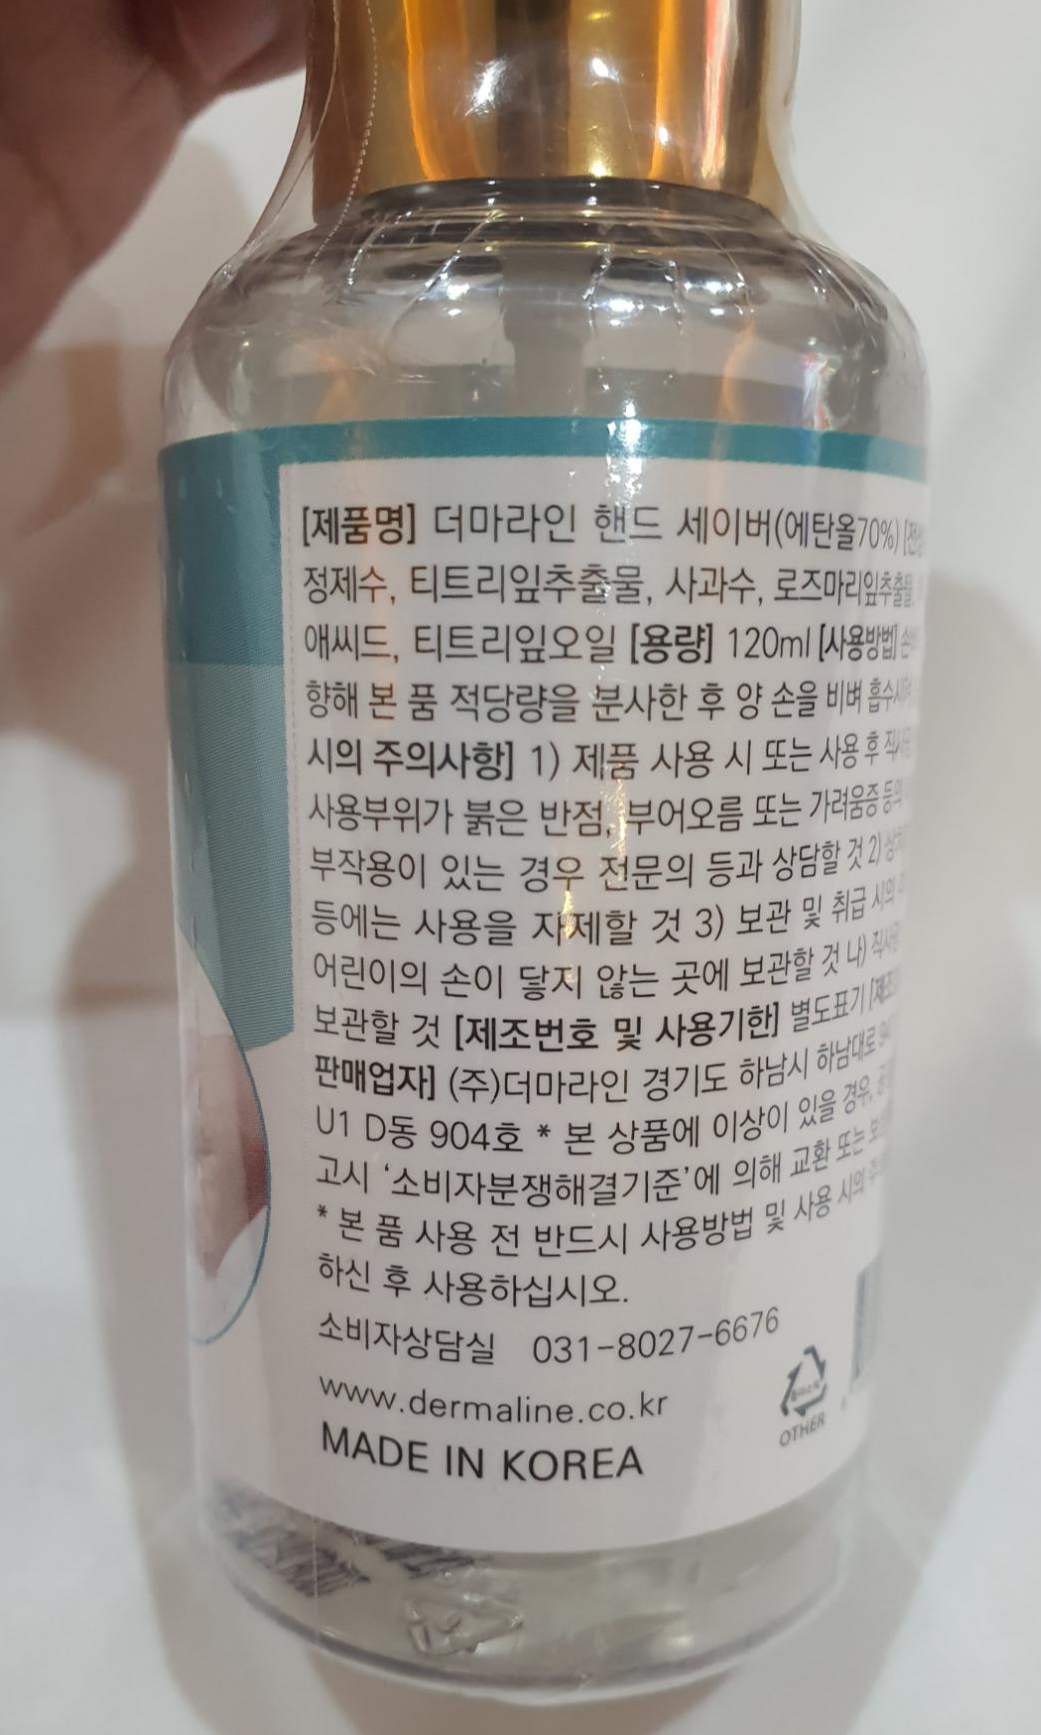 [제품명] 더마라인 핸드 세이버(에탄올70%)
정제수, 티트리잎추출물, 사과수, 로즈마리잎추출물,
애씨드, 티트리잎오일 [용량] 120ml [사용방법]
향해 본 품 적당량을 분사한 후 양 손을 비벼
시의 주의사항] 1) 제품 사용 시 또는 사용 후
사용부위가 붉은 반점, 부어오름 또는 가려움증 등의
부작용이 있는 경우 전문의 등과 상담할 것 2)
등에는 사용을 자제할 것 3) 보관 및 취급 시의
어린이의 손이 닿지 않는 곳에 보관할 것 나)
보관할 것 [제조번호 및 사용기한] 별도표기
판매업자] (주)더마라인 경기도 하남시 하남대로
U1 D동 904호 * 본 상품에 이상이 있을 경우,
고시 ‘소비자분쟁해결기준’에 의해 교환 또는
* 본 품 사용 전 반드시 사용방법 및 사용 시의
하신 후 사용하십시오.
소비자상담실 031-8027-6676
www.dermaline.co.kr
OTHER
MADE IN KOREA